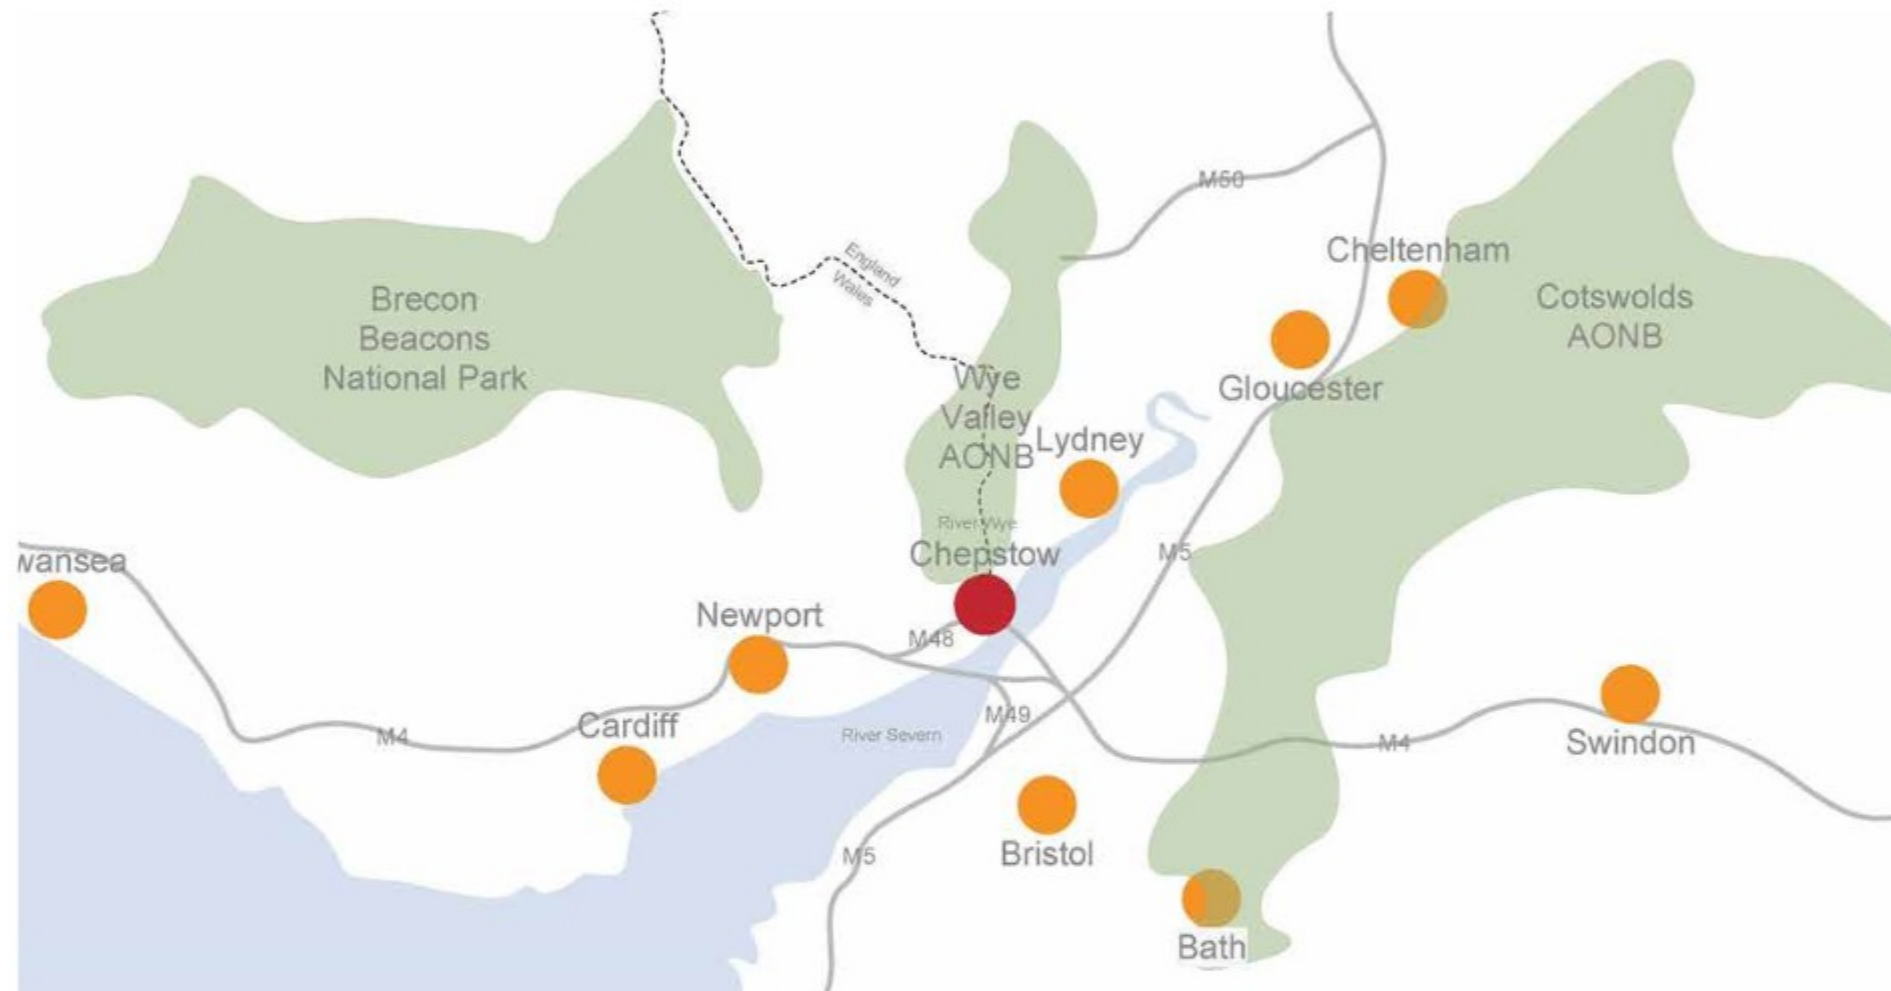 M50
England
Wales
Cheltenham
Brecon
Beacons
National Park
Cotswolds
AONB
Gloucester
Wye
Valley
AONB
Lydney
River Wye
Chepstow
M5
wansea
Newport
M48
M49
Cardiff
M4
River Severn
M4
Swindon
M5
Bristol
Bath